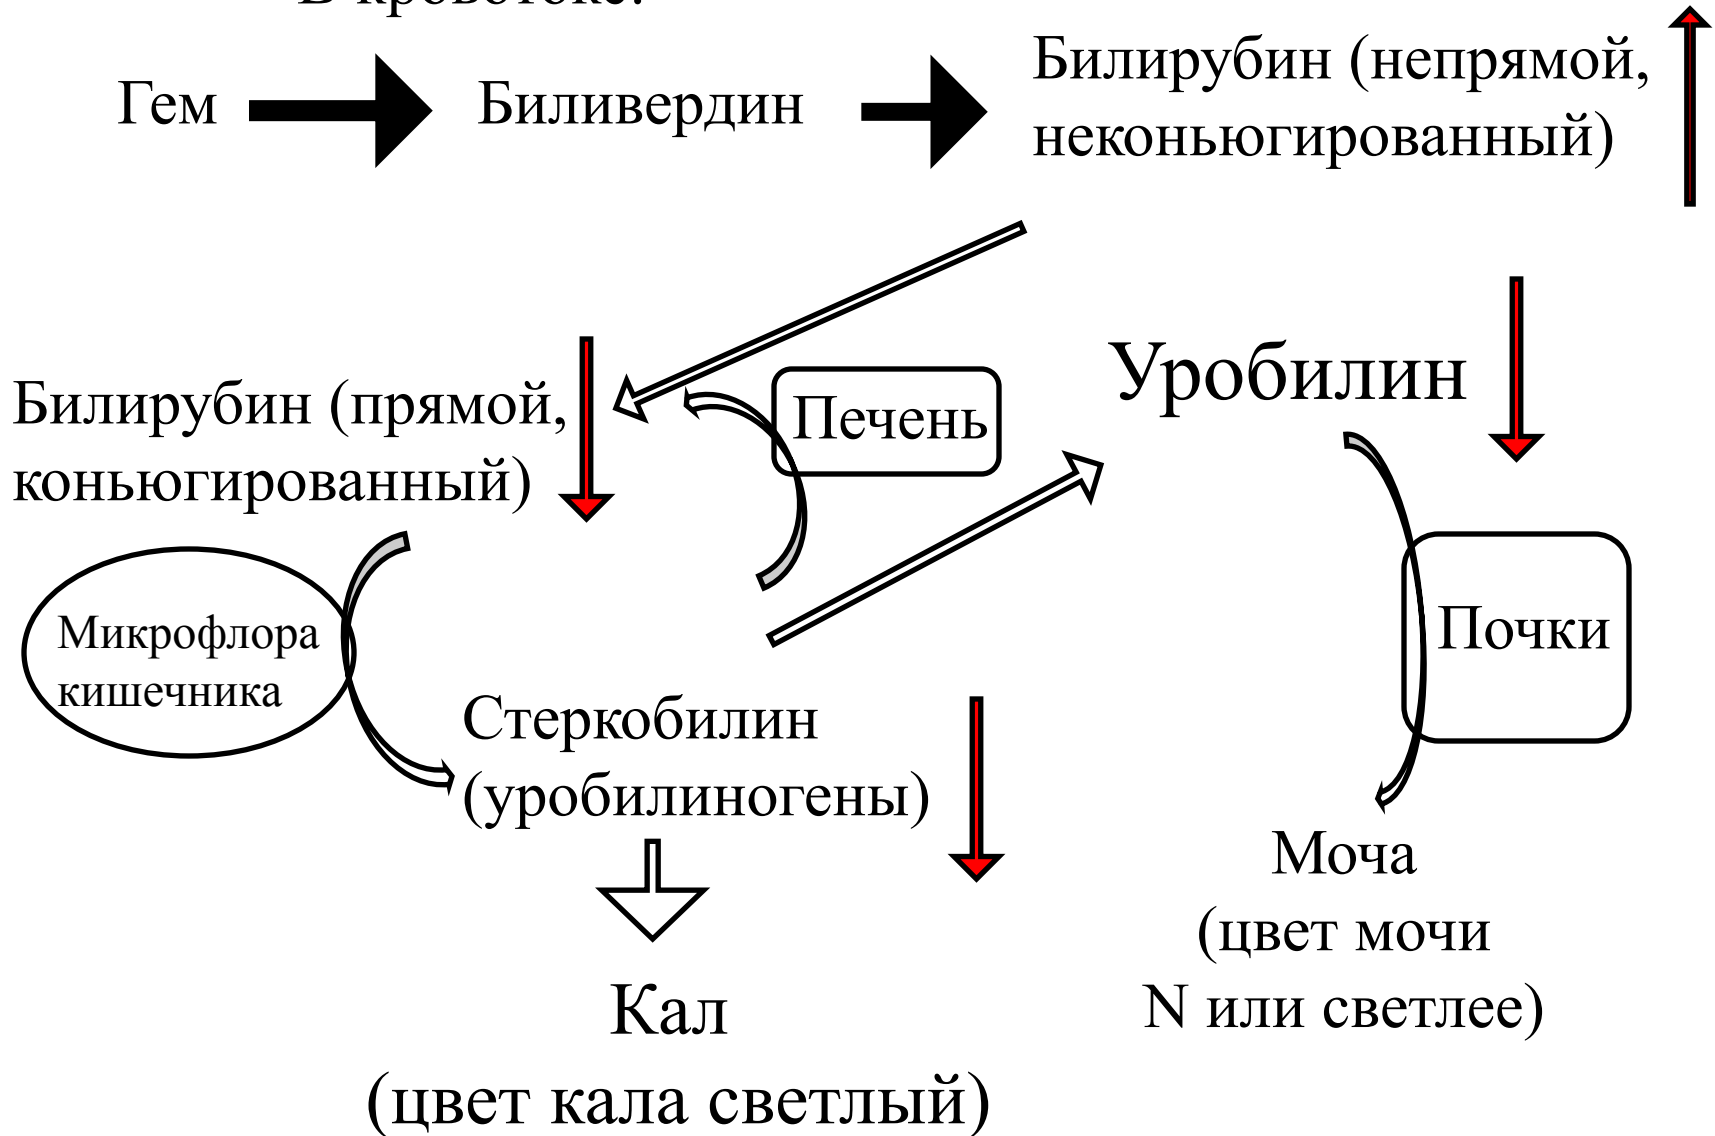 В кровотоке:
Гем
Биливердин
Билирубин (непрямой,
неконьюгированный)
Билирубин (прямой,
коньюгированный)
Печень
Уробилин
Микрофлора
кишечника
Почки
Стеркобилин
(уробилиногены)
Моча
(цвет мочи
N или светлее)
Кал
(цвет кала светлый)